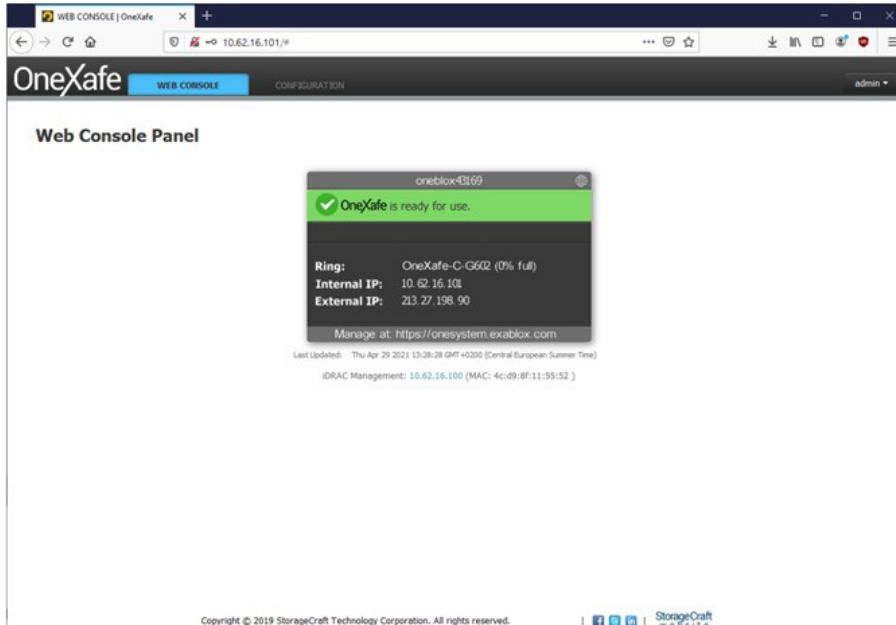 WEB CONSOLE | OneXafe
10.62.16.101/#
OneXafe
WEB CONSOLE
CONFIGURATION
admin
Web Console Panel
oneblox43169
OneXafe is ready for use.
Ring: OneXafe-C-G602 (0% full)
Internal IP: 10.62.16.101
External IP: 213.27.198.90
Manage at: https://onesystem.exablox.com
Last Updated: Thu Apr 29 2021 13:28:28 GMT+0200 (Central European Summer Time)
iDRAC Management: 10.62.16.100 (MAC: 4c:d9:8f:11:55:52 )
Copyright © 2019 StorageCraft Technology Corporation. All rights reserved.
StorageCraft